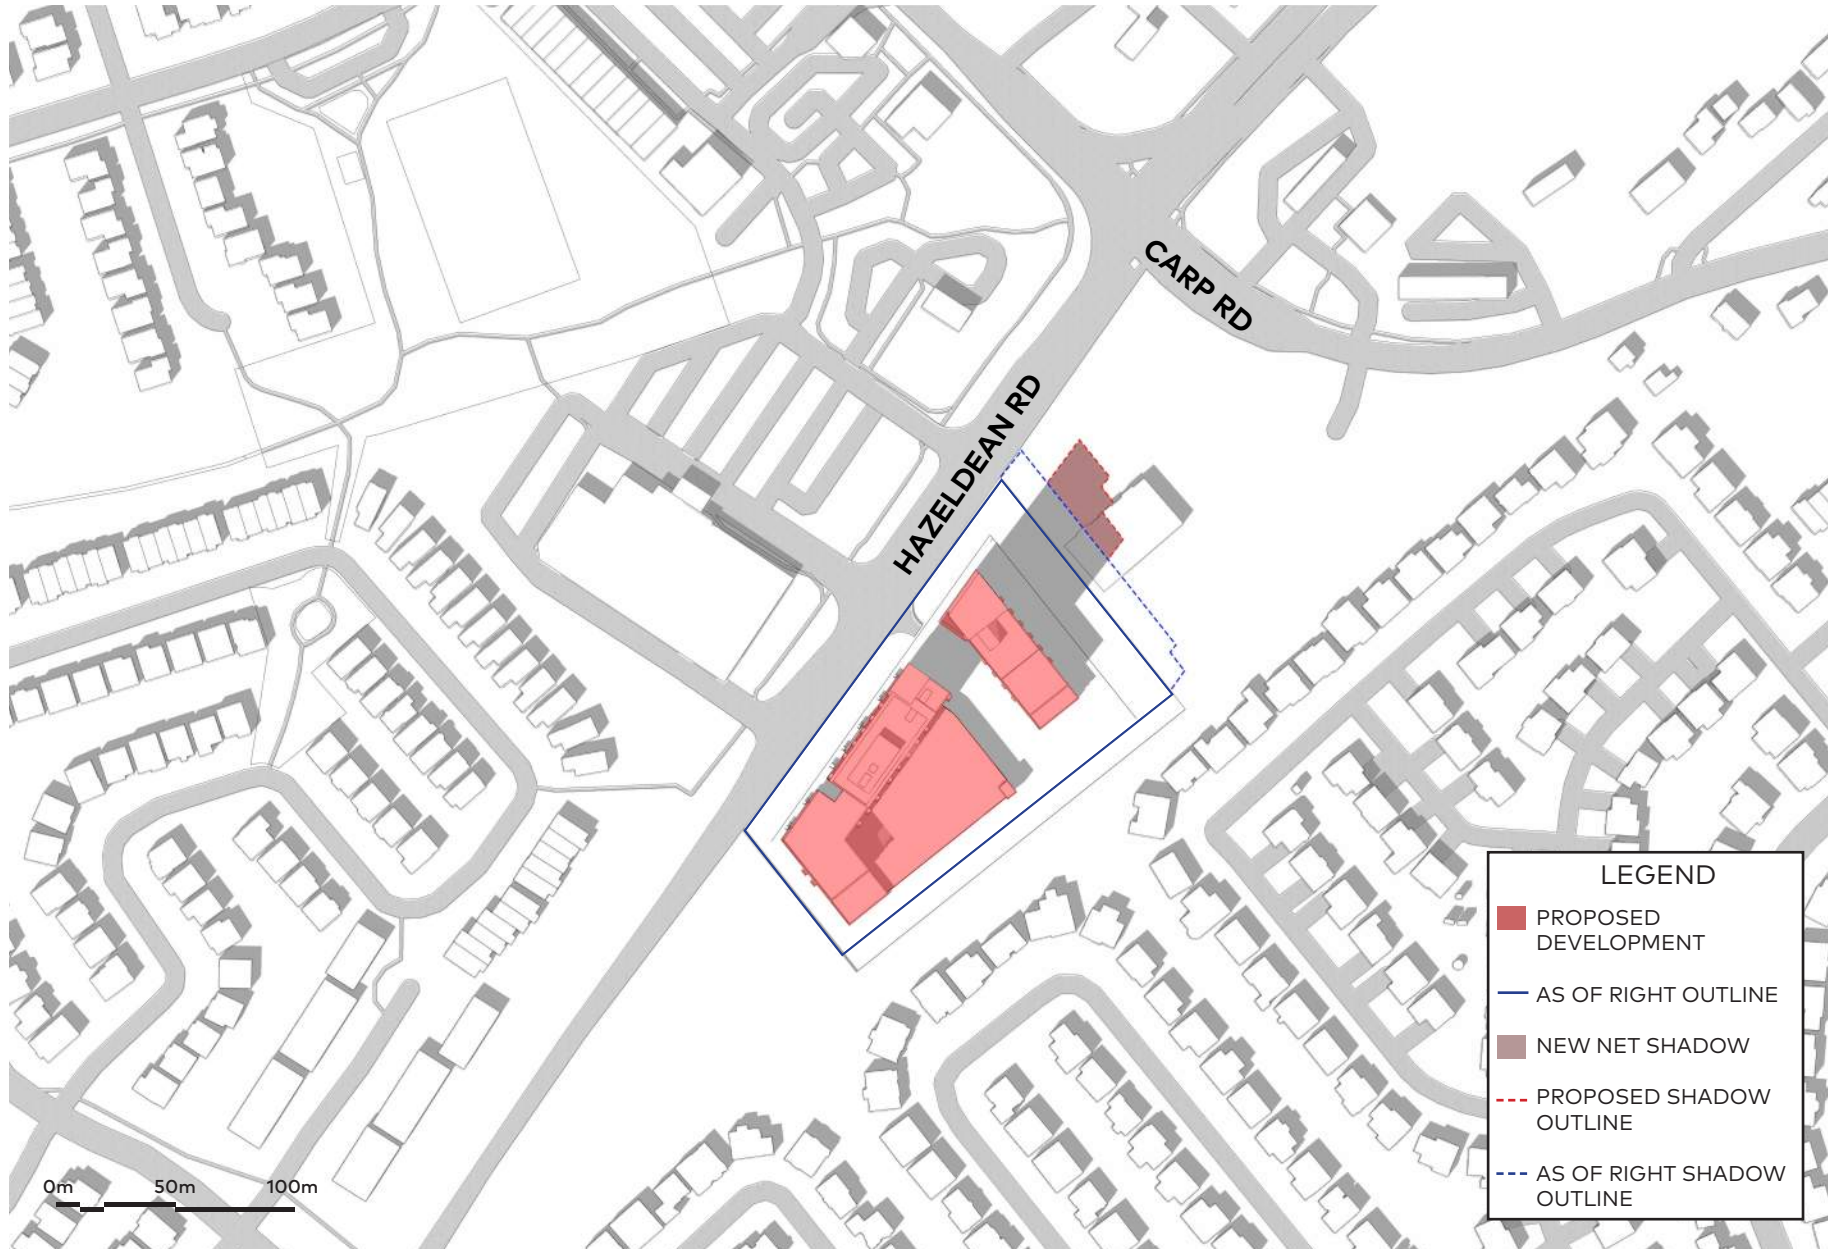 CARP RD
HAZELDEAN RD
LEGEND
PROPOSED
DEVELOPMENT
AS OF RIGHT OUTLINE
NEW NET SHADOW
PROPOSED SHADOW
OUTLINE
AS OF RIGHT SHADOW
OUTLINE
0m 50m 100m